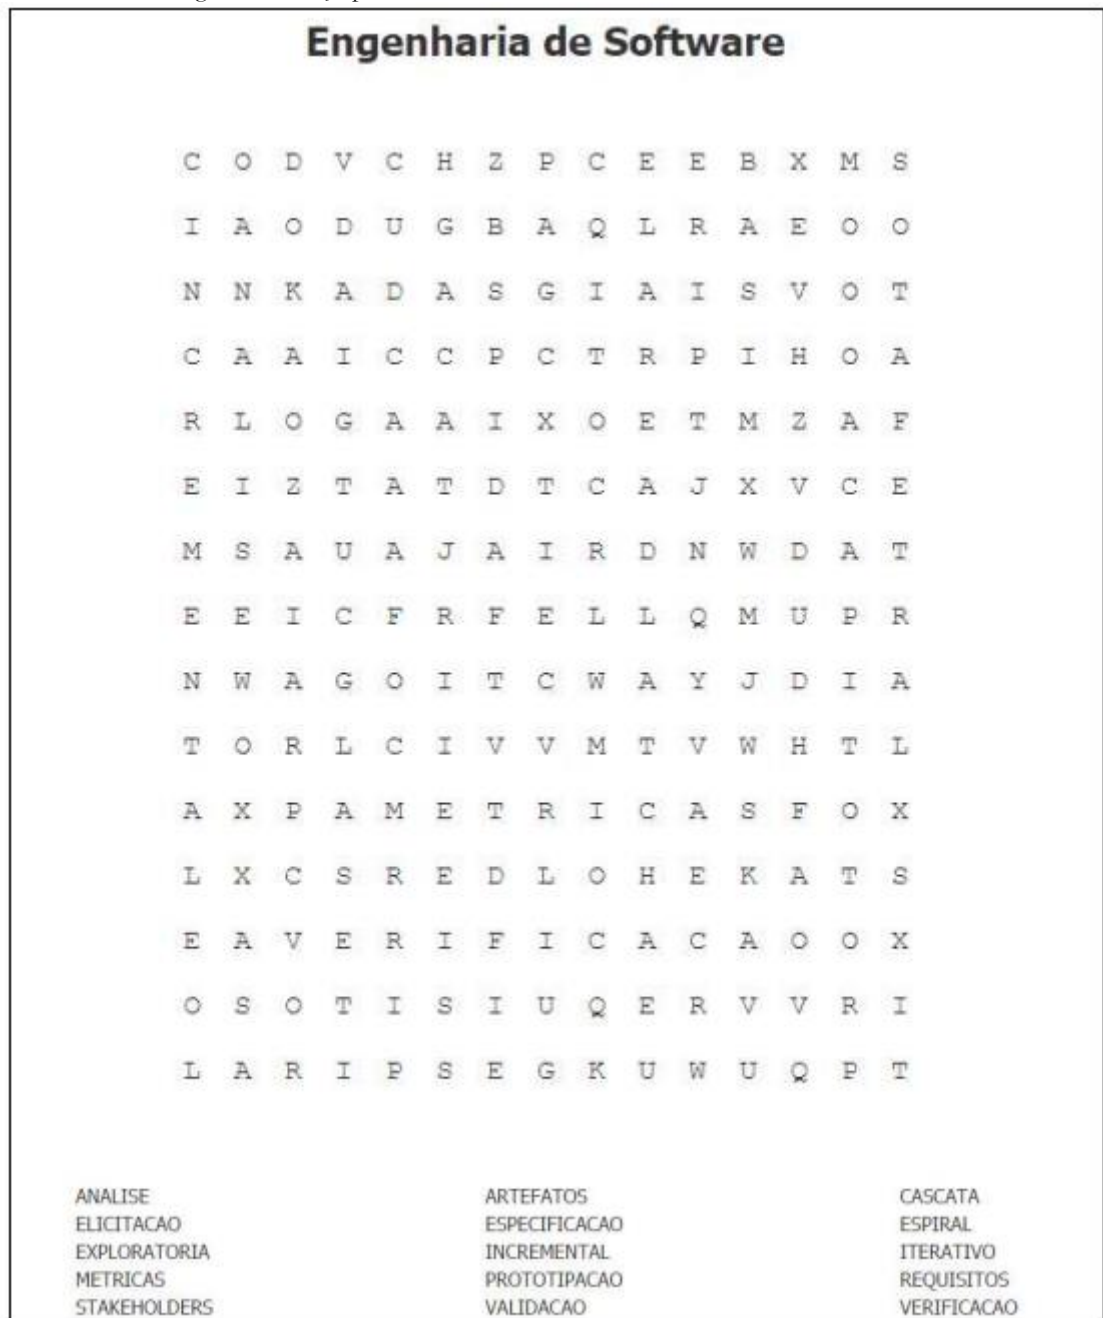 Engenharia de Software
C O D V C H Z P C E E B X M S
I A O D U G B A Q L R A E O O
N N K A D A S G I A I S V O T
C A A I C C P C T R P I H O A
R L O G A A I X O E T M Z A F
E I Z T A T D T C A J X V C E
M S A U A J A I R D N W D A T
E E I C F R F E L L Q M U P R
N W A G O I T C W A Y J D I A
T O R L C I V V M T V W H T L
A X P A M E T R I C A S F O X
L X C S R E D L O H E K A T S
E A V E R I F I C A C A O O X
O S O T I S I U Q E R V V R I
L A R I P S E G K U W U Q P T
ANALISE ARTEFATOS CASCATA
ELICITACAO ESPECIFICACAO ESPIRAL
EXPLORATORIA INCREMENTAL ITERATIVO
METRICAS PROTOTIPACAO REQUISITOS
STAKEHOLDERS VALIDACAO VERIFICACAO